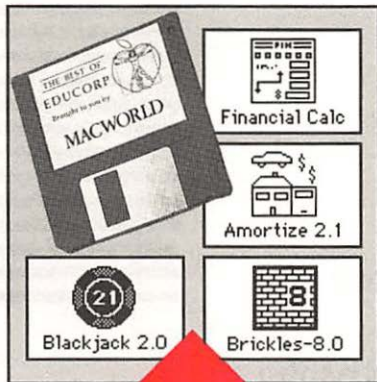 THE BEST OF
EDUCORP
Brought to you by
MACWORLD
FIN
Financial Calc
$
$$
Amortize 2.1
21
Blackjack 2.0
8
Brickles-8.0